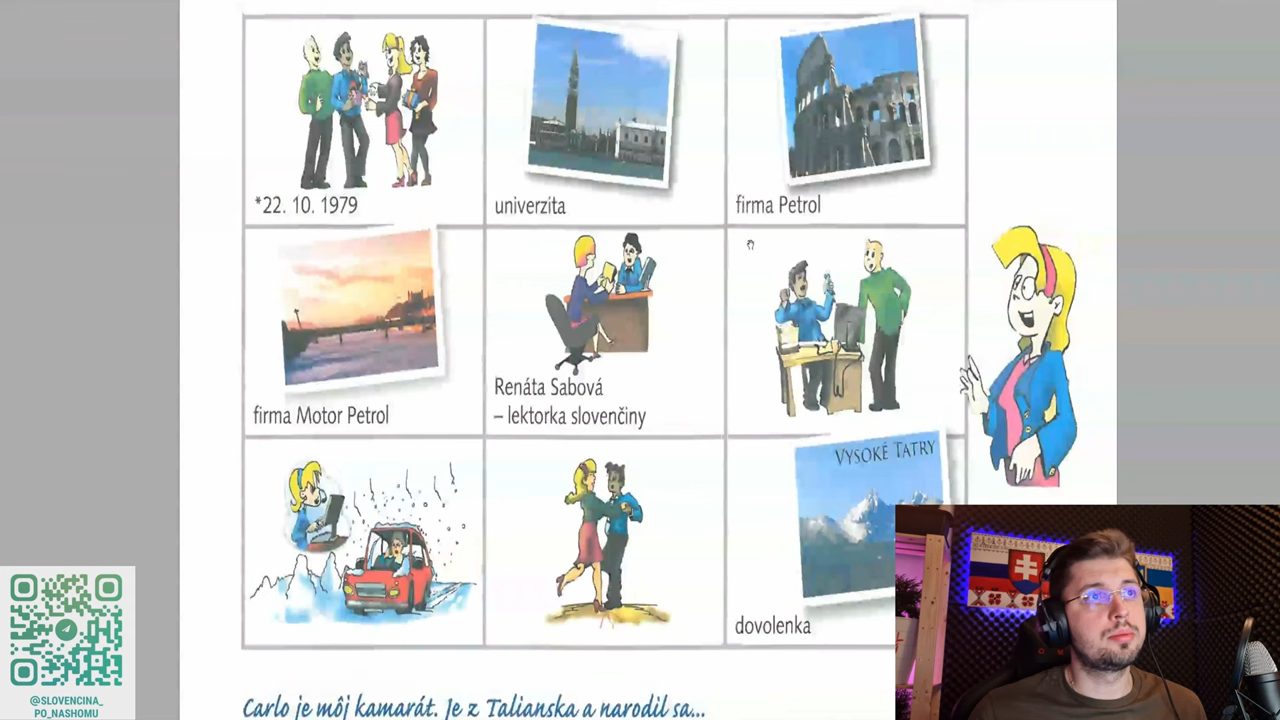 *22. 10. 1979
univerzita
firma Petrol
firma Motor Petrol
Renáta Sabová
– lektorka slovenčiny
VYSOKÉ TATRY
dovolenka
Carlo je môj kamarát. Je z Talianska a narodil sa...
@SLOVENCINA_
PO_NASHOMU